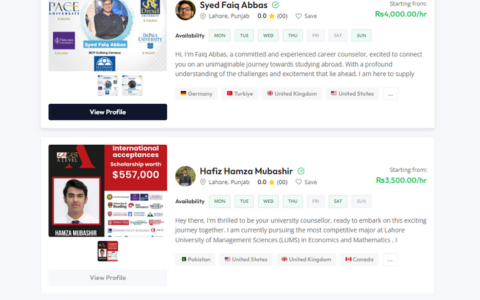 PACE
UNIVERSITY
Drexel
UNIVERSITY
Syed Faiq Abbas
DePaul
UNIVERSITY
View Profile
Syed Faiq Abbas
Starting from:
Lahore, Punjab 0.0 (00) Save
Rs4,000.00/hr
Availability MON TUE WED THU FRI SAT SUN
Hi, I'm Faiq Abbas, a committed and experienced career counselor, excited to connect
you on an unimaginable journey towards studying abroad. With a profound
understanding of the challenges and excitement that lie ahead. I am here to supply
Germany Turkiye United Kingdom United States ...
International
acceptances
Scholarship worth
$557,000
A LEVEL
HAMZA MUBASHIR
View Profile
Hafiz Hamza Mubashir
Starting from:
Lahore, Punjab 0.0 (00) Save
Rs3,500.00/hr
Availability MON TUE WED THU FRI SAT SUN
Hey there, I'm thrilled to be your university counsellor, ready to embark on this exciting
journey together. I am currently pursuing the most competitive major at Lahore
University of Management Sciences (LUMS) in Economics and Mathematics , I
Pakistan United States United Kingdom Canada ...